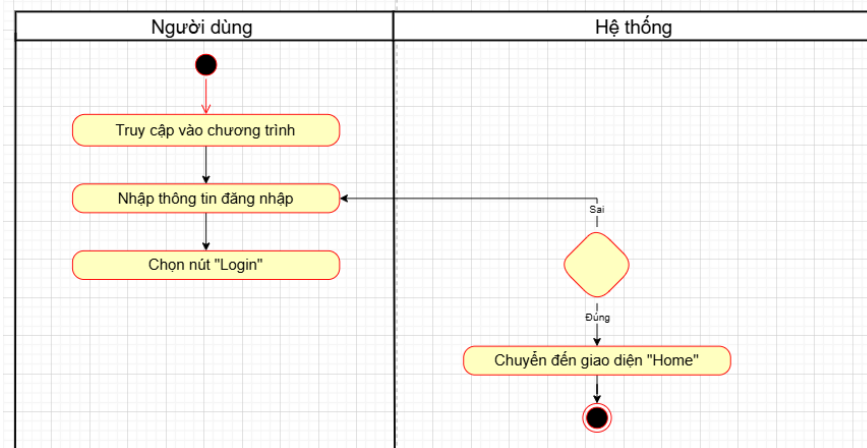 Người dùng
Hệ thống
Truy cập vào chương trình
Nhập thông tin đăng nhập
Sai
Chọn nút "Login"
Đúng
Chuyển đến giao diện "Home"